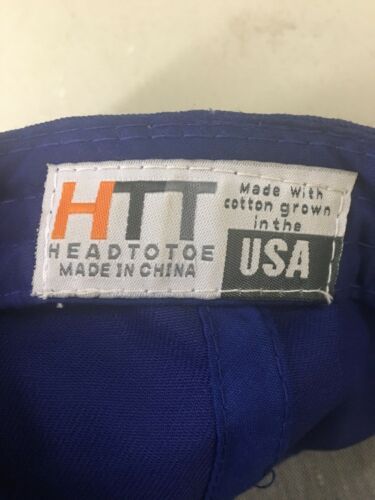 HTT
HEADTOTOE
MADE IN CHINA
Made with
cotton grown
in the
USA